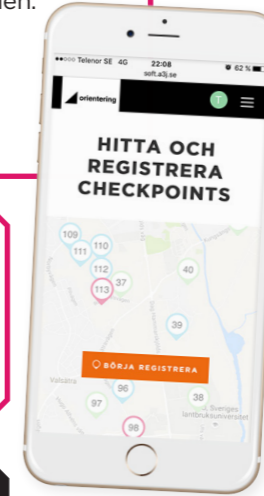 en.
●●○○○ Telenor SE 4G 22:08 62 %
soft.a3j.se
orientering
T
HITTA OCH
REGISTRERA
CHECKPOINTS
109
110
111
112
37
113
40
39
BÖRJA REGISTRERA
Valsätra
96
97
38
Sveriges
lantbruksuniversitet
98